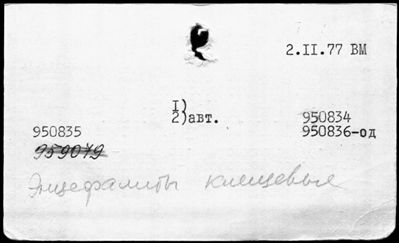 2.II.77 ВМ
I)
2)авт.
950834
950835
950836-од
959079
Энцефалиты клещевые